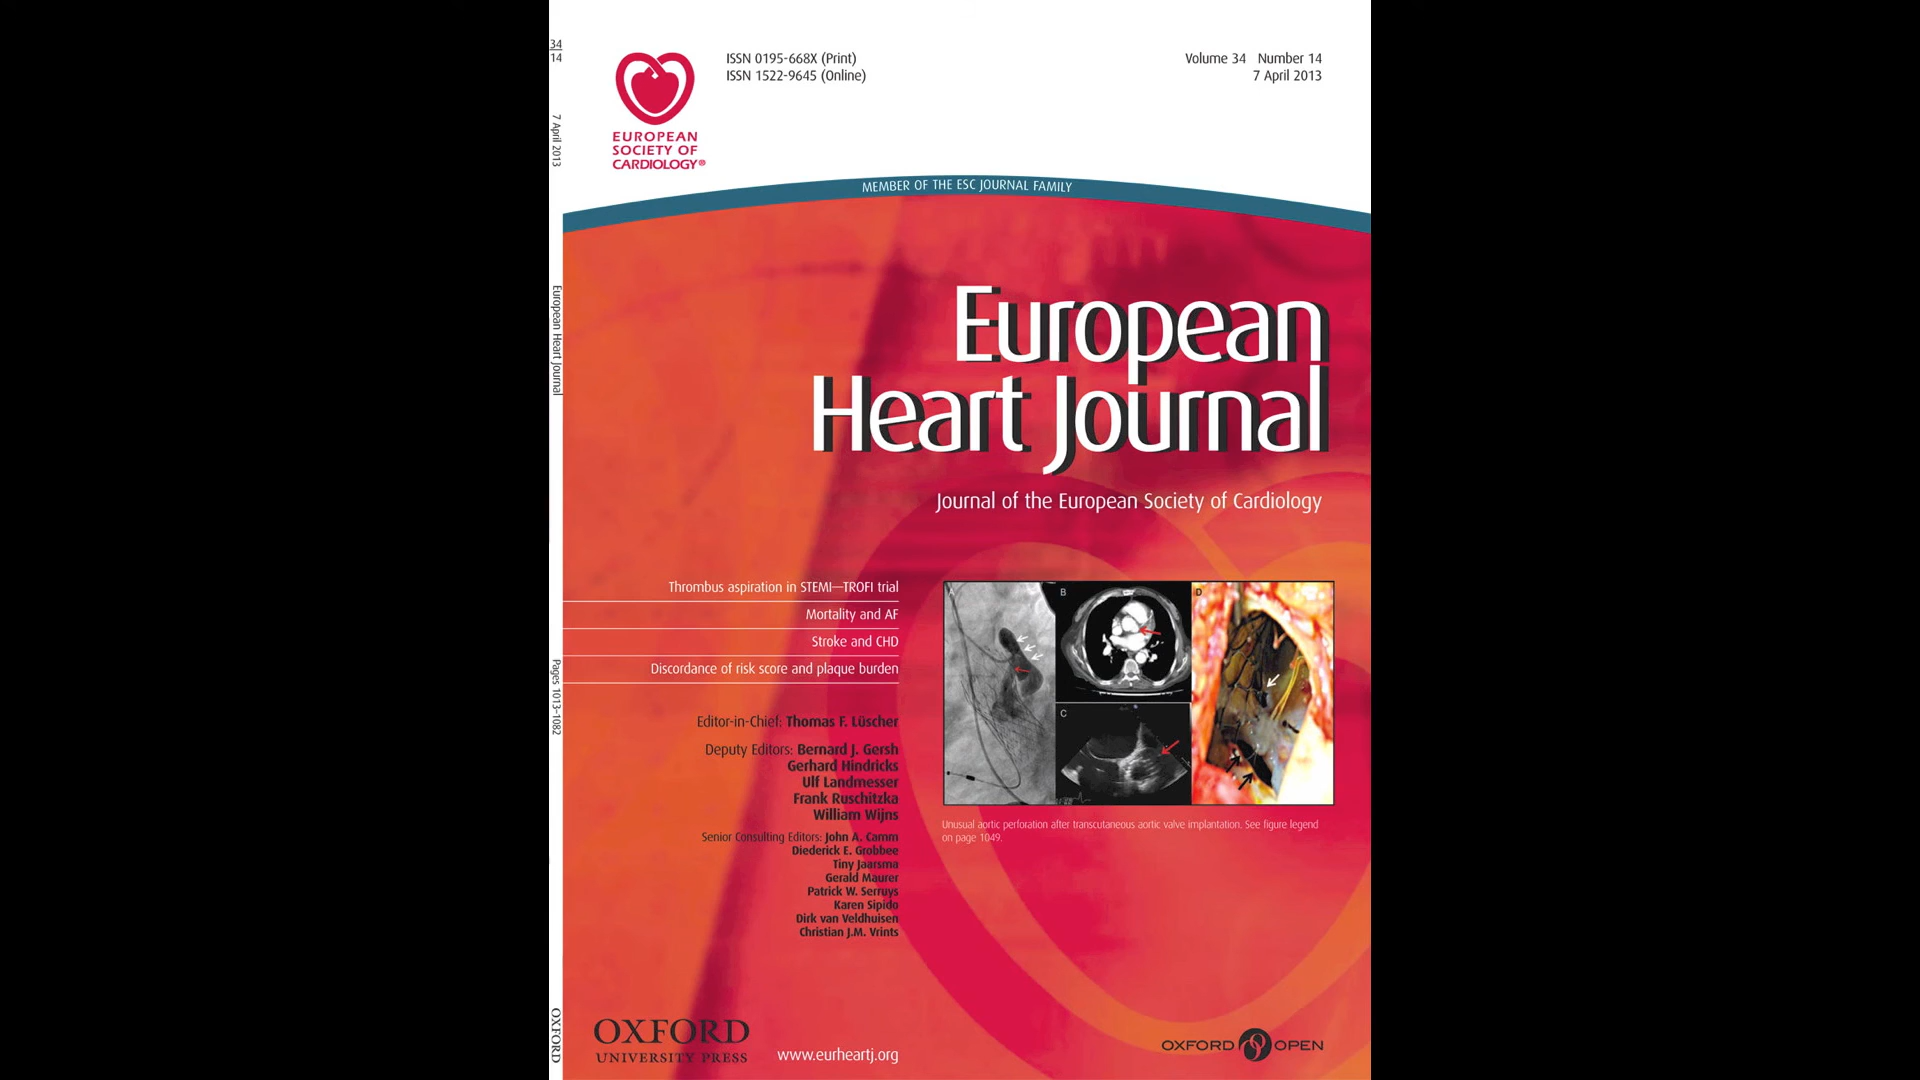 34
14
7 April 2013
European Heart Journal
Pages 1013–1082
OXFORD
EUROPEAN
SOCIETY OF
CARDIOLOGY®
ISSN 0195-668X (Print)
ISSN 1522-9645 (Online)
Volume 34 Number 14
7 April 2013
MEMBER OF THE ESC JOURNAL FAMILY
European
Heart Journal
Journal of the European Society of Cardiology
Thrombus aspiration in STEMI—TROFI trial
Mortality and AF
Stroke and CHD
Discordance of risk score and plaque burden
Editor-in-Chief: Thomas F. Lüscher
Deputy Editors: Bernard J. Gersh
Gerhard Hindricks
Ulf Landmesser
Frank Ruschitzka
William Wijns
Senior Consulting Editors: John A. Camm
Diederick E. Grobbee
Tiny Jaarsma
Gerald Maurer
Patrick W. Serruys
Karen Sipido
Dirk van Veldhuisen
Christian J.M. Vrints
A
B
C
D
Unusual aortic perforation after transcutaneous aortic valve implantation. See figure legend
on page 1049.
OXFORD
UNIVERSITY PRESS
www.eurheartj.org
OXFORD OPEN